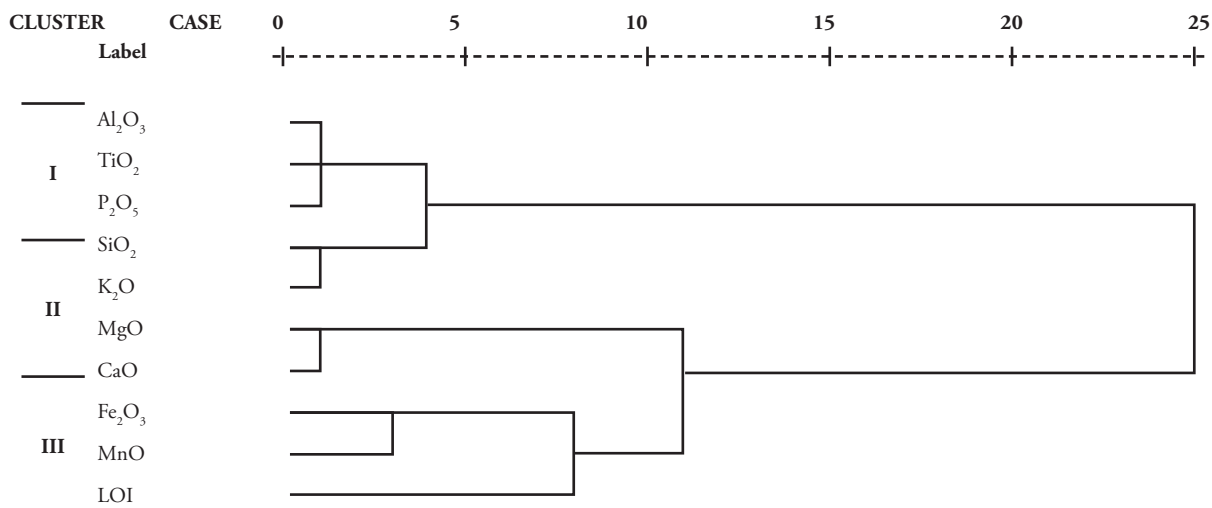 CLUSTER CASE 0 5 10 15 20 25
Label
Al₂O₃
TiO₂
I
P₂O₅
SiO₂
K₂O
II
MgO
CaO
Fe₂O₃
III
MnO
LOI